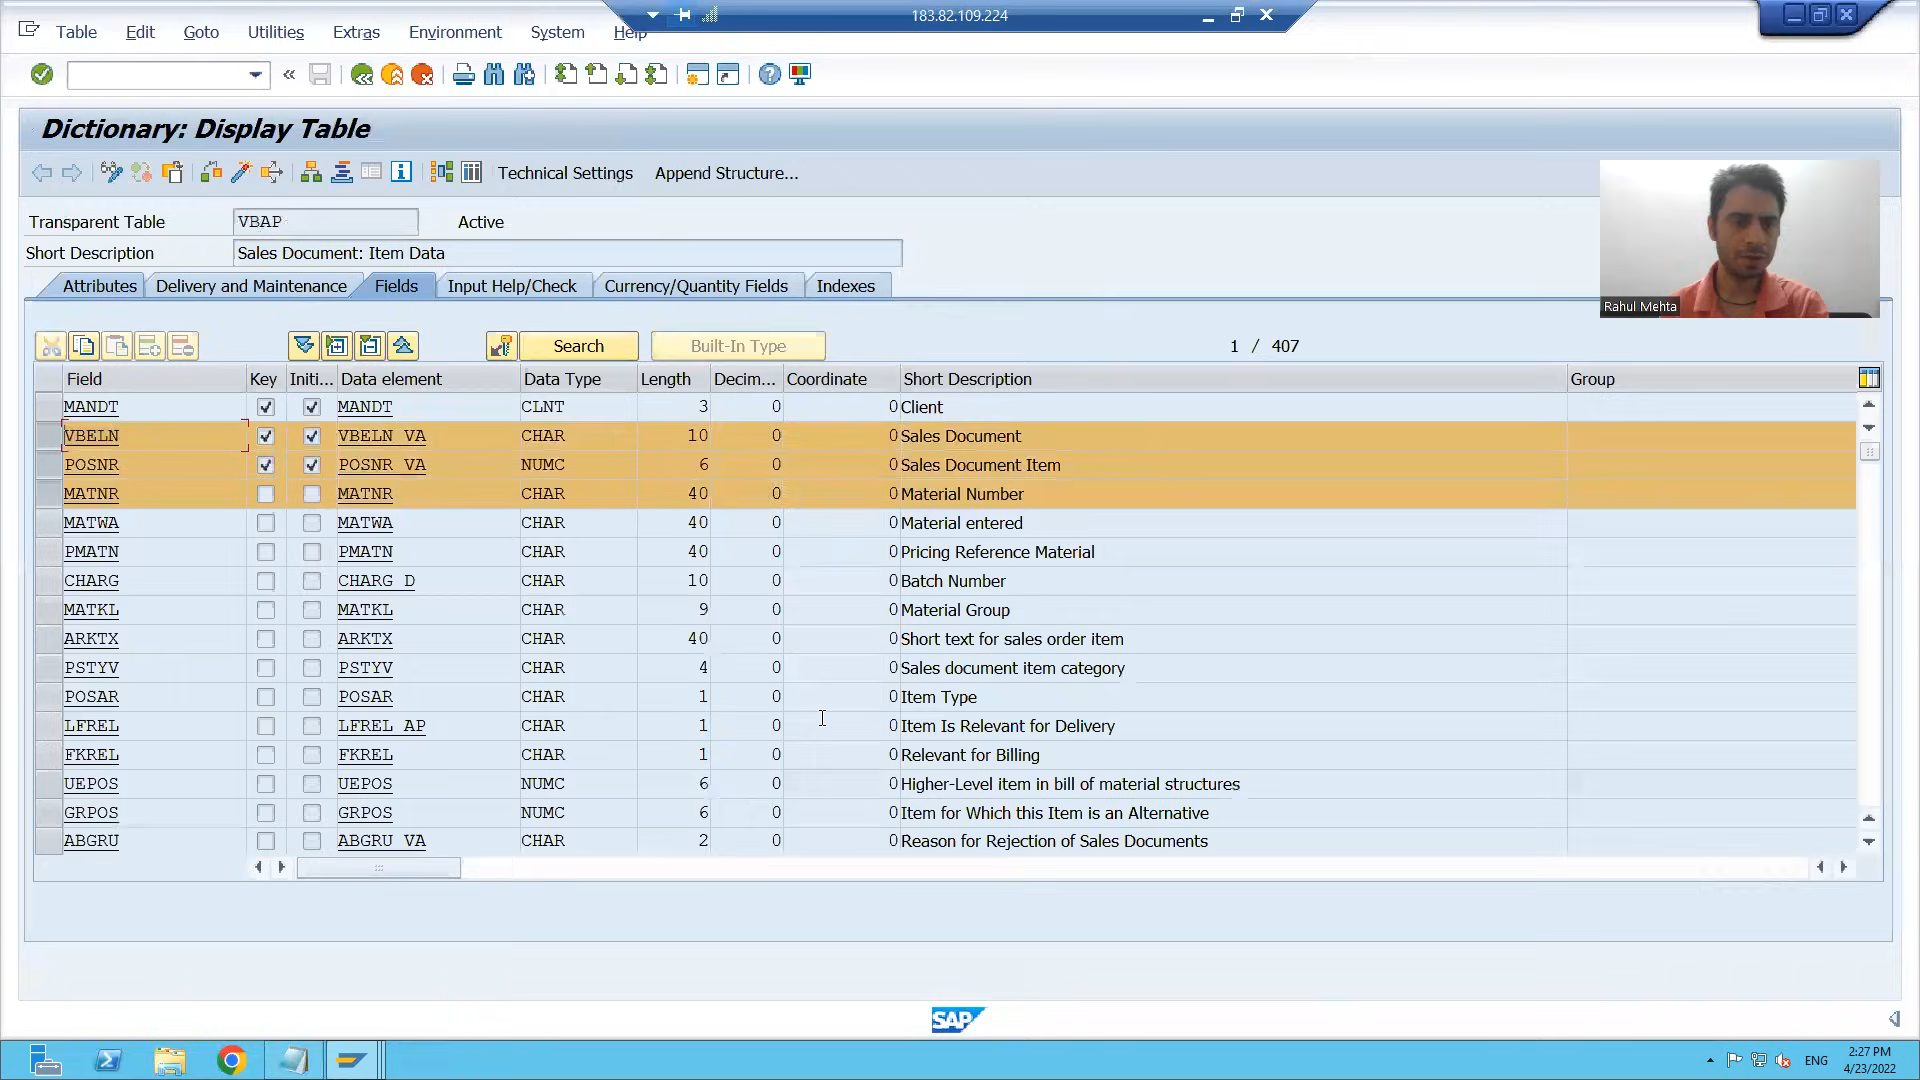 183.82.109.224
Table Edit Goto Utilities Extras Environment System Help
Dictionary: Display Table
Technical Settings Append Structure...
Transparent Table VBAP Active
Short Description Sales Document: Item Data
Rahul Mehta
Attributes Delivery and Maintenance Fields Input Help/Check Currency/Quantity Fields Indexes
Search Built-In Type 1 / 407
Field Key Initi... Data element Data Type Length Decim... Coordinate Short Description Group
MANDT MANDT CLNT 3 0 0 Client
VBELN VBELN VA CHAR 10 0 0 Sales Document
POSNR POSNR VA NUMC 6 0 0 Sales Document Item
MATNR MATNR CHAR 40 0 0 Material Number
MATWA MATWA CHAR 40 0 0 Material entered
PMATN PMATN CHAR 40 0 0 Pricing Reference Material
CHARG CHARG D CHAR 10 0 0 Batch Number
MATKL MATKL CHAR 9 0 0 Material Group
ARKTX ARKTX CHAR 40 0 0 Short text for sales order item
PSTYV PSTYV CHAR 4 0 0 Sales document item category
POSAR POSAR CHAR 1 0 0 Item Type
LFREL LFREL AP CHAR 1 0 0 Item Is Relevant for Delivery
FKREL FKREL CHAR 1 0 0 Relevant for Billing
UEPOS UEPOS NUMC 6 0 0 Higher-Level item in bill of material structures
GRPOS GRPOS NUMC 6 0 0 Item for Which this Item is an Alternative
ABGRU ABGRU VA CHAR 2 0 0 Reason for Rejection of Sales Documents
SAP
ENG 2:27 PM
4/23/2022